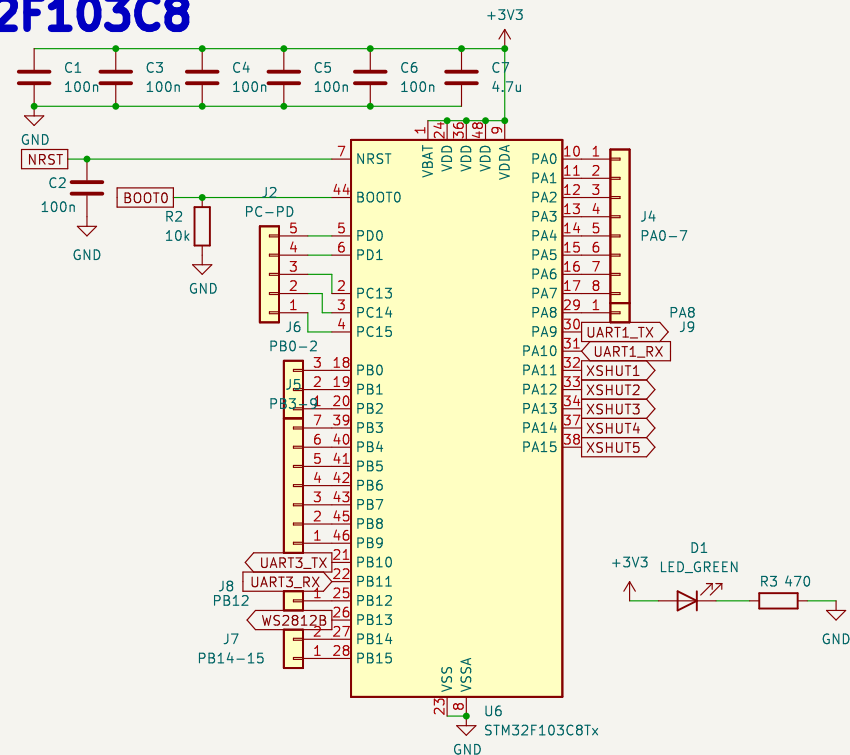 2F103C8
+3V3
C1 C3 C4 C5 C6 C7
100n 100n 100n 100n 100n 4.7u
GND
1 24 36 48 9
VBAT VDD VDD VDD VDDA
NRST 7 NRST PA0 10 1
C2 PA1 11 2
BOOT0 J2 44 BOOT0 PA2 12 3
100n PC-PD
R2 PA3 13 4 J4
10k 5 5 PD0 PA4 14 5 PA0-7
GND 4 6 PD1 PA5 15 6
3 PA6 16 7
GND 2 2 PC13 PA7 17 8
1 3 PC14 PA8 29 1 PA8
J6 4 PC15 PA9 30 UART1_TX J9
PB0-2 PA10 31 UART1_RX
3 18 PB0 PA11 32 XSHUT1
J5 2 19 PB1 PA12 33 XSHUT2
PB3-9 1 20 PB2 PA13 34 XSHUT3
7 39 PB3 PA14 37 XSHUT4
6 40 PB4 PA15 38 XSHUT5
5 41 PB5
4 42 PB6
3 43 PB7
2 45 PB8
1 46 PB9
UART3_TX 21 PB10
UART3_RX 22 PB11
J8
PB12 1 25 PB12
WS2812B 26 PB13
J7 2 27 PB14
PB14-15 1 28 PB15
D1
+3V3 LED_GREEN
R3 470
GND
VSS VSSA
23 8
U6
STM32F103C8Tx
GND